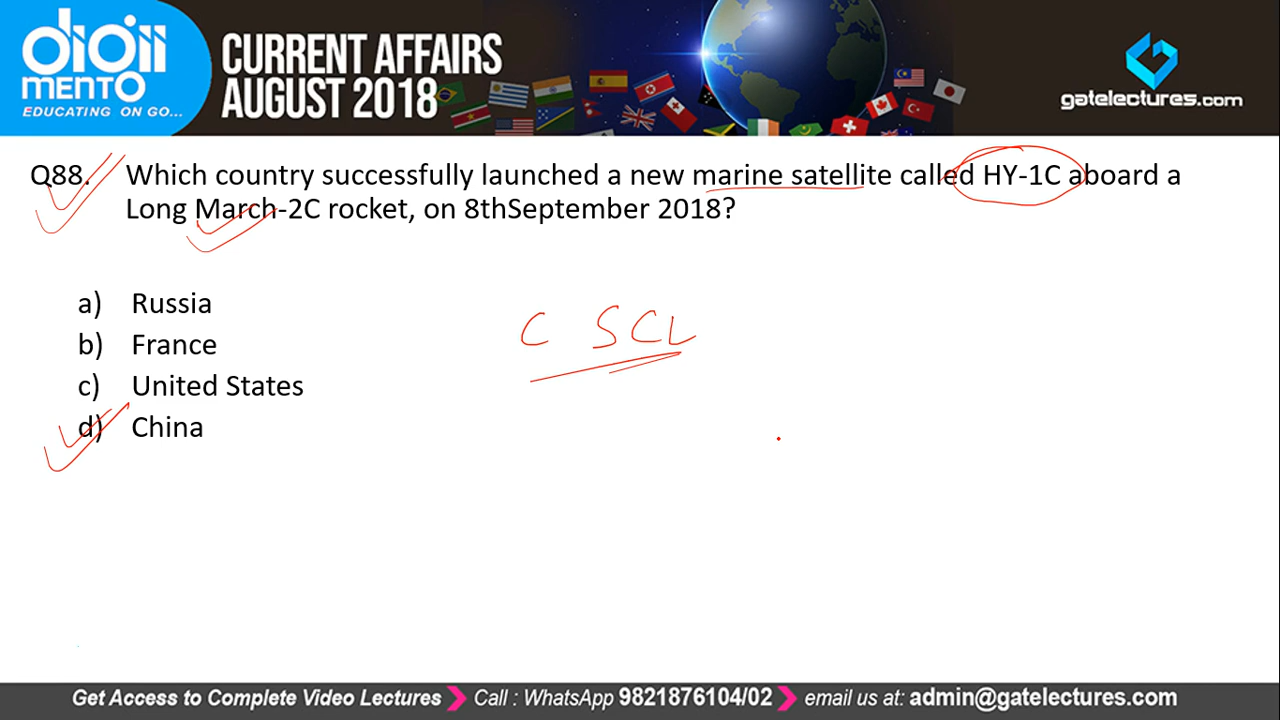 digii
MENTO
EDUCATING ON GO...
CURRENT AFFAIRS
AUGUST 2018
gatelectures.com
Q88. Which country successfully launched a new marine satellite called HY-1C aboard a
Long March-2C rocket, on 8thSeptember 2018?
a) Russia
b) France
c) United States
d) China
C SCL
Get Access to Complete Video Lectures Call : WhatsApp 9821876104/02 email us at: admin@gatelectures.com